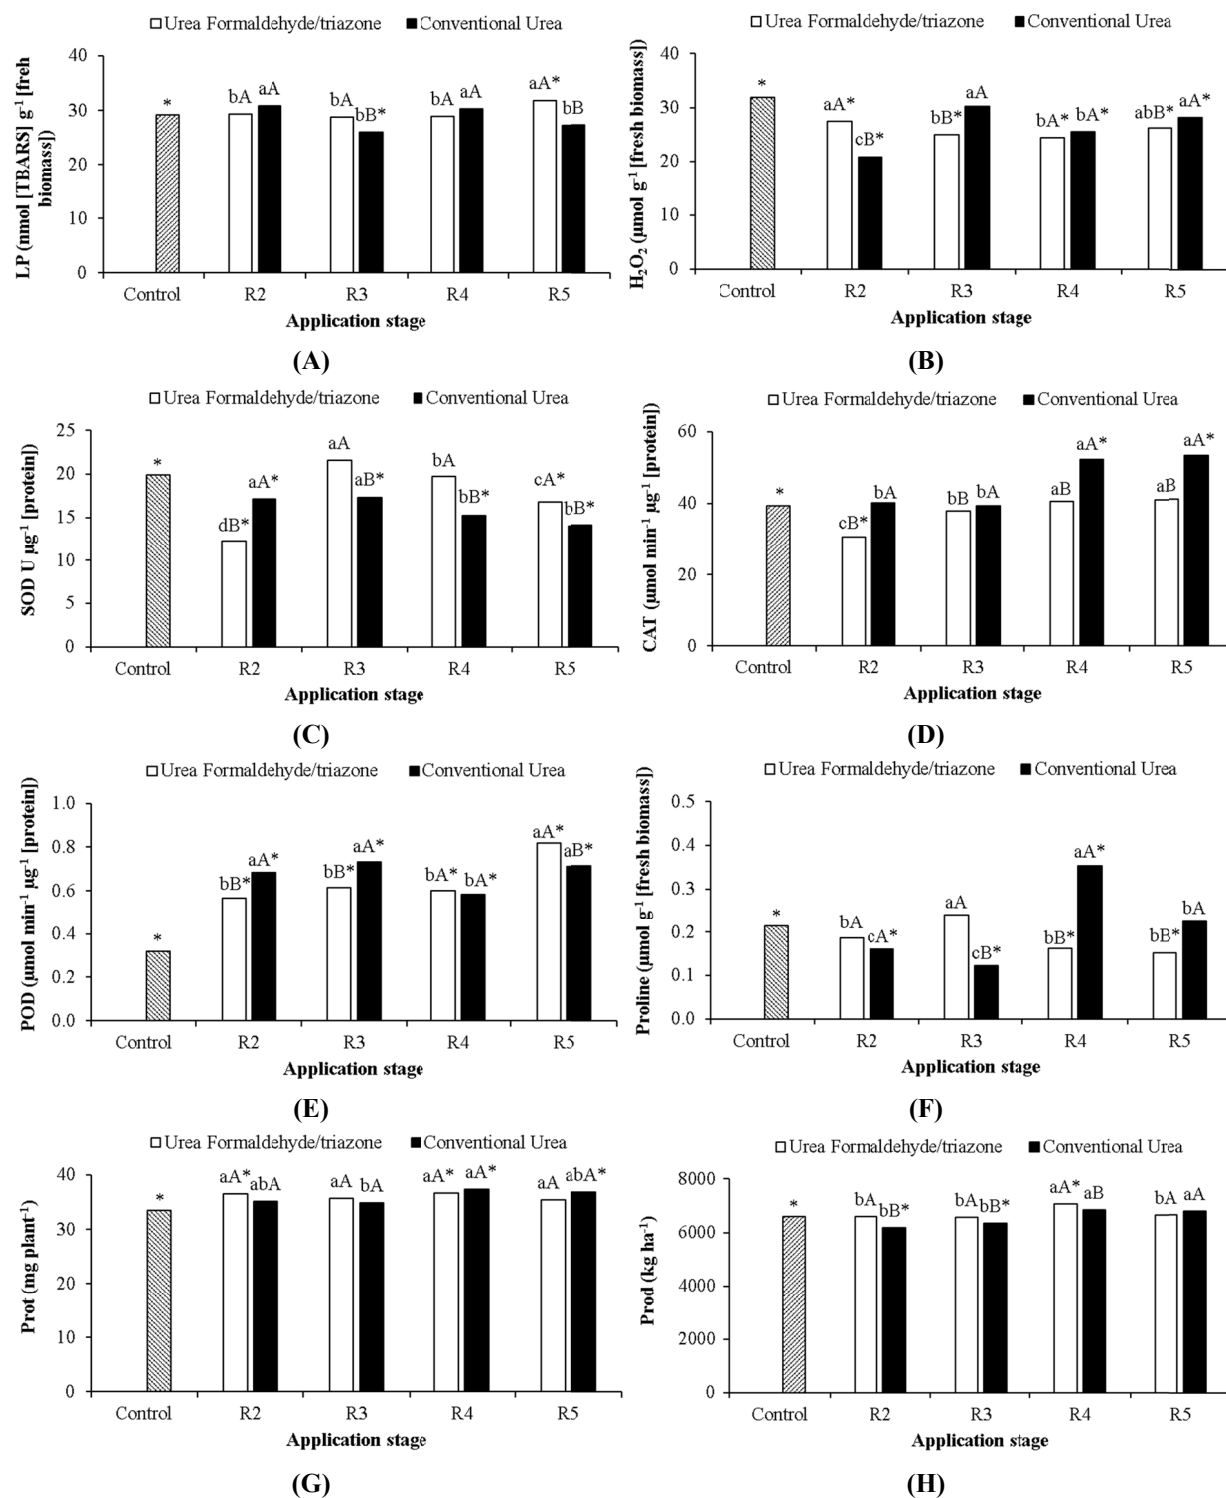 □Urea Formaldehyde/triazone ■Conventional Urea
LP (nmol [TBARS] g⁻¹ [freh
biomass])
40
30
20
10
0
*
bA aA
bA bB*
bA aA
aA* bB
Control R2 R3 R4 R5
Application stage
(A)
□Urea Formaldehyde/triazone ■Conventional Urea
H₂O₂ (µmol g⁻¹ [fresh biomass])
40
30
20
10
0
*
aA* cB*
bB* aA
bA* bA*
abB* aA*
Control R2 R3 R4 R5
Application stage
(B)
□Urea Formaldehyde/triazone ■Conventional Urea
SOD U µg⁻¹ [protein])
25
20
15
10
5
0
*
dB* aA*
aA aB*
bA bB*
cA* bB*
Control R2 R3 R4 R5
Application stage
(C)
□Urea Formaldehyde/triazone ■Conventional Urea
CAT (µmol min⁻¹ µg⁻¹ [protein])
60
40
20
0
*
cB* bA
bB bA
aB aA*
aB aA*
Control R2 R3 R4 R5
Application stage
(D)
□Urea Formaldehyde/triazone ■Conventional Urea
POD (µmol min⁻¹ µg⁻¹ [protein])
1.0
0.8
0.6
0.4
0.2
0.0
*
bB* aA*
bB* aA*
bA* bA*
aA* aB*
Control R2 R3 R4 R5
Application stage
(E)
□Urea Formaldehyde/triazone ■Conventional Urea
Proline (µmol g⁻¹ [fresh biomass])
0.5
0.4
0.3
0.2
0.1
0.0
*
bA cA*
aA cB*
bB* aA*
bB* bA
Control R2 R3 R4 R5
Application stage
(F)
□Urea Formaldehyde/triazone ■Conventional Urea
Prot (mg plant⁻¹)
40
30
20
10
0
*
aA* abA
aA bA
aA* aA*
aA abA*
Control R2 R3 R4 R5
Application stage
(G)
□Urea Formaldehyde/triazone ■Conventional Urea
Prod (kg ha⁻¹)
8000
6000
4000
2000
0
*
bA bB*
bA bB*
aA* aB
bA aA
Control R2 R3 R4 R5
Application stage
(H)